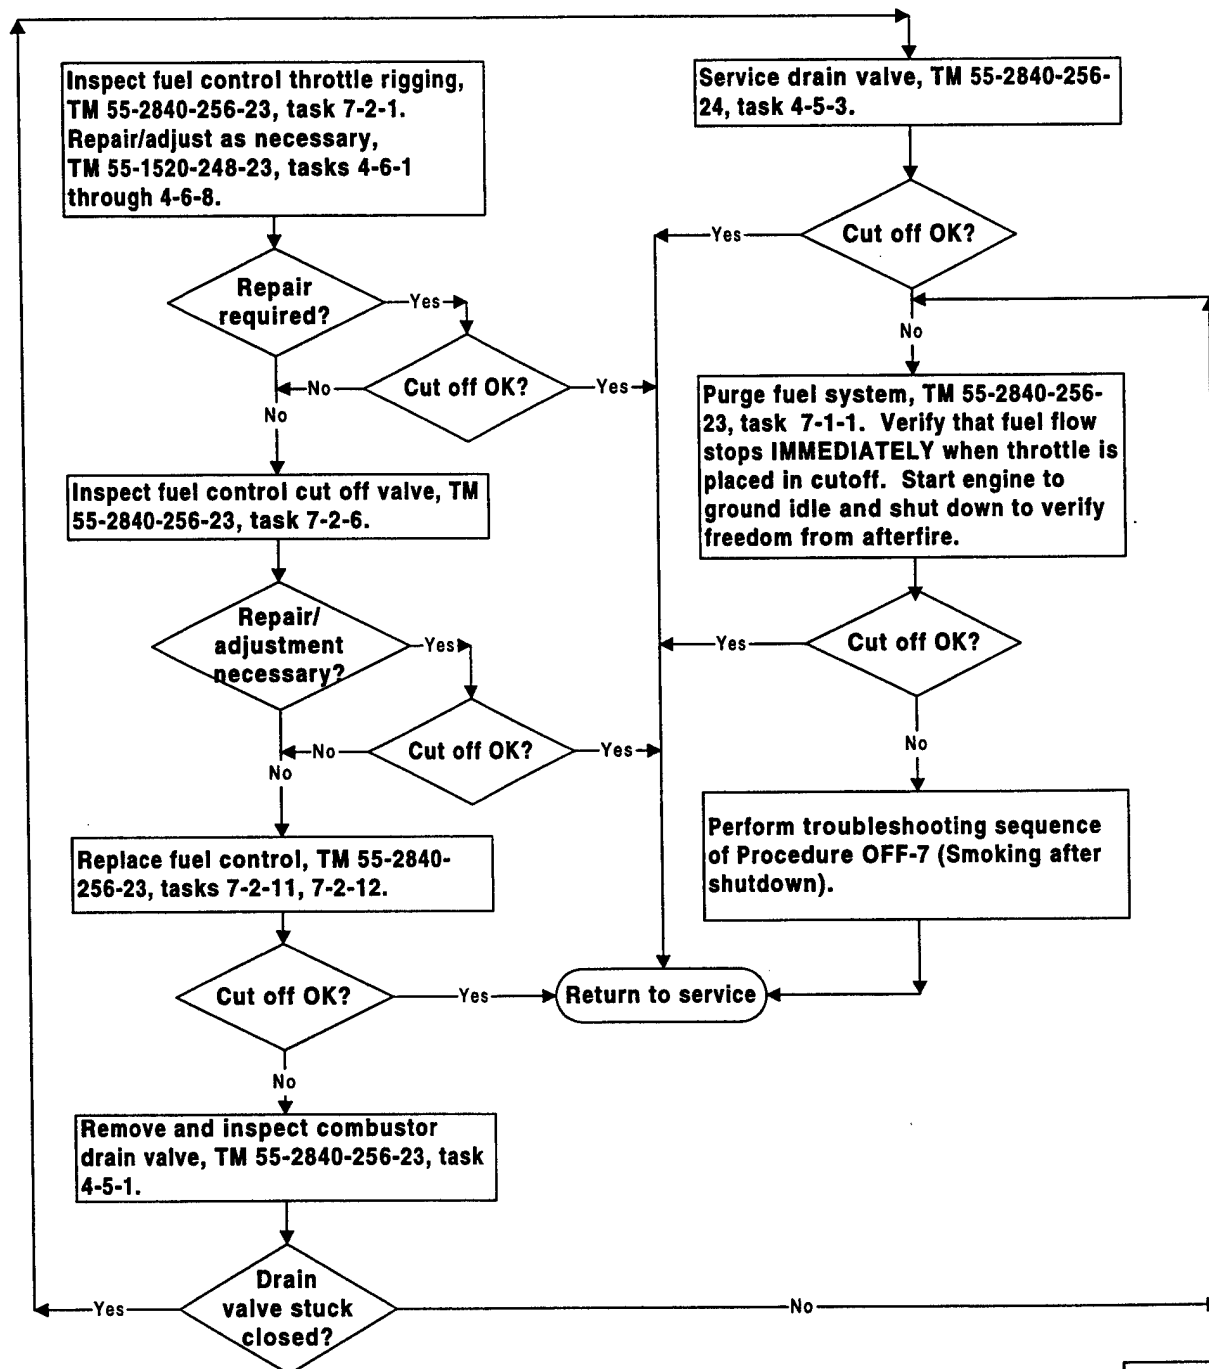 Inspect fuel control throttle rigging,
TM 55-2840-256-23, task 7-2-1.
Repair/adjust as necessary,
TM 55-1520-248-23, tasks 4-6-1
through 4-6-8.
Repair
required?
Yes
Cut off OK?
No
Yes
No
Inspect fuel control cut off valve, TM
55-2840-256-23, task 7-2-6.
Repair/
adjustment
necessary?
Yes
Cut off OK?
No
Yes
No
Replace fuel control, TM 55-2840-
256-23, tasks 7-2-11, 7-2-12.
Cut off OK?
Yes
No
Remove and inspect combustor
drain valve, TM 55-2840-256-23, task
4-5-1.
Drain
valve stuck
closed?
Yes
No
Service drain valve, TM 55-2840-256-
24, task 4-5-3.
Cut off OK?
Yes
No
Purge fuel system, TM 55-2840-256-
23, task 7-1-1. Verify that fuel flow
stops IMMEDIATELY when throttle is
placed in cutoff. Start engine to
ground idle and shut down to verify
freedom from afterfire.
Cut off OK?
Yes
No
Perform troubleshooting sequence
of Procedure OFF-7 (Smoking after
shutdown).
Return to service